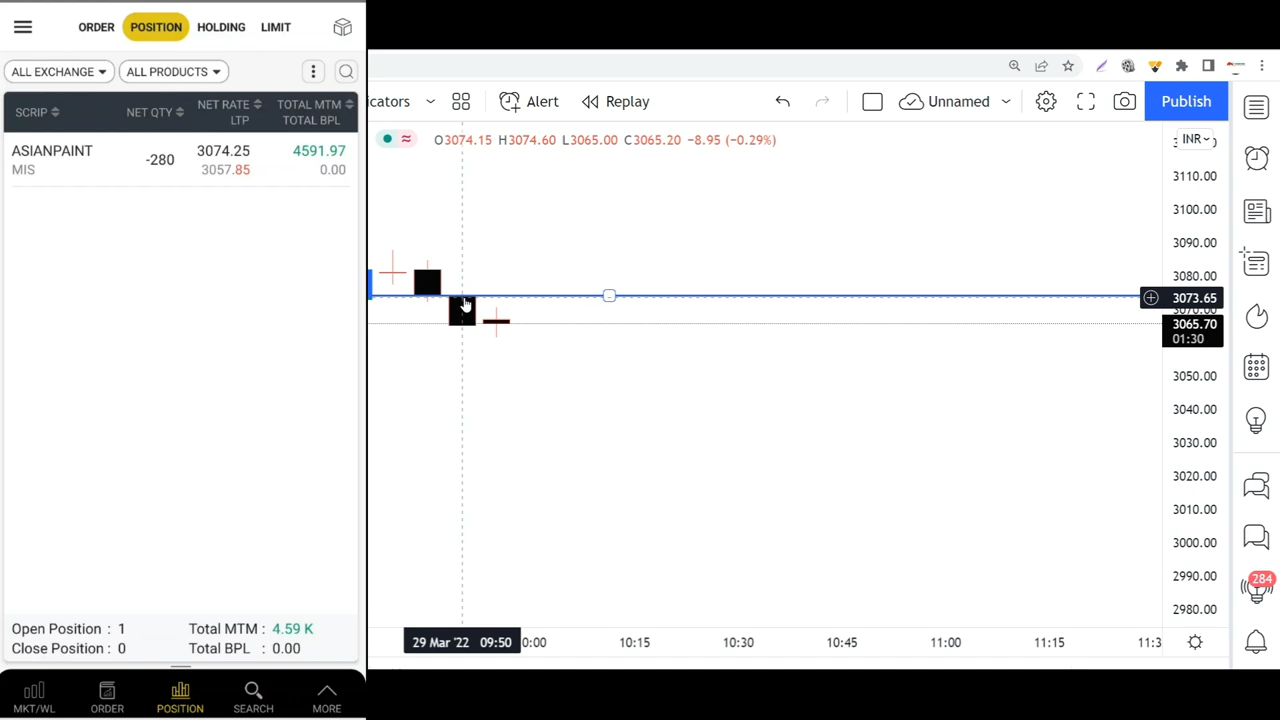 ORDER POSITION HOLDING LIMIT
ALL EXCHANGE ALL PRODUCTS
SCRIP NET QTY NET RATE TOTAL MTM
LTP TOTAL BPL
ASIANPAINT -280 3074.25 4591.97
MIS 3057.85 0.00
Open Position : 1 Total MTM : 4.59 K
Close Position : 0 Total BPL : 0.00
MKT/WL ORDER POSITION SEARCH MORE
icators Alert Replay Unnamed Publish
O3074.15 H3074.60 L3065.00 C3065.20 −8.95 (−0.29%)
INR
3110.00
3100.00
3090.00
3080.00
3073.65
3070.00
3065.70
01:30
3050.00
3040.00
3030.00
3020.00
3010.00
3000.00
2990.00
2980.00
29 Mar '22 09:50 0:00 10:15 10:30 10:45 11:00 11:15 11:3
284